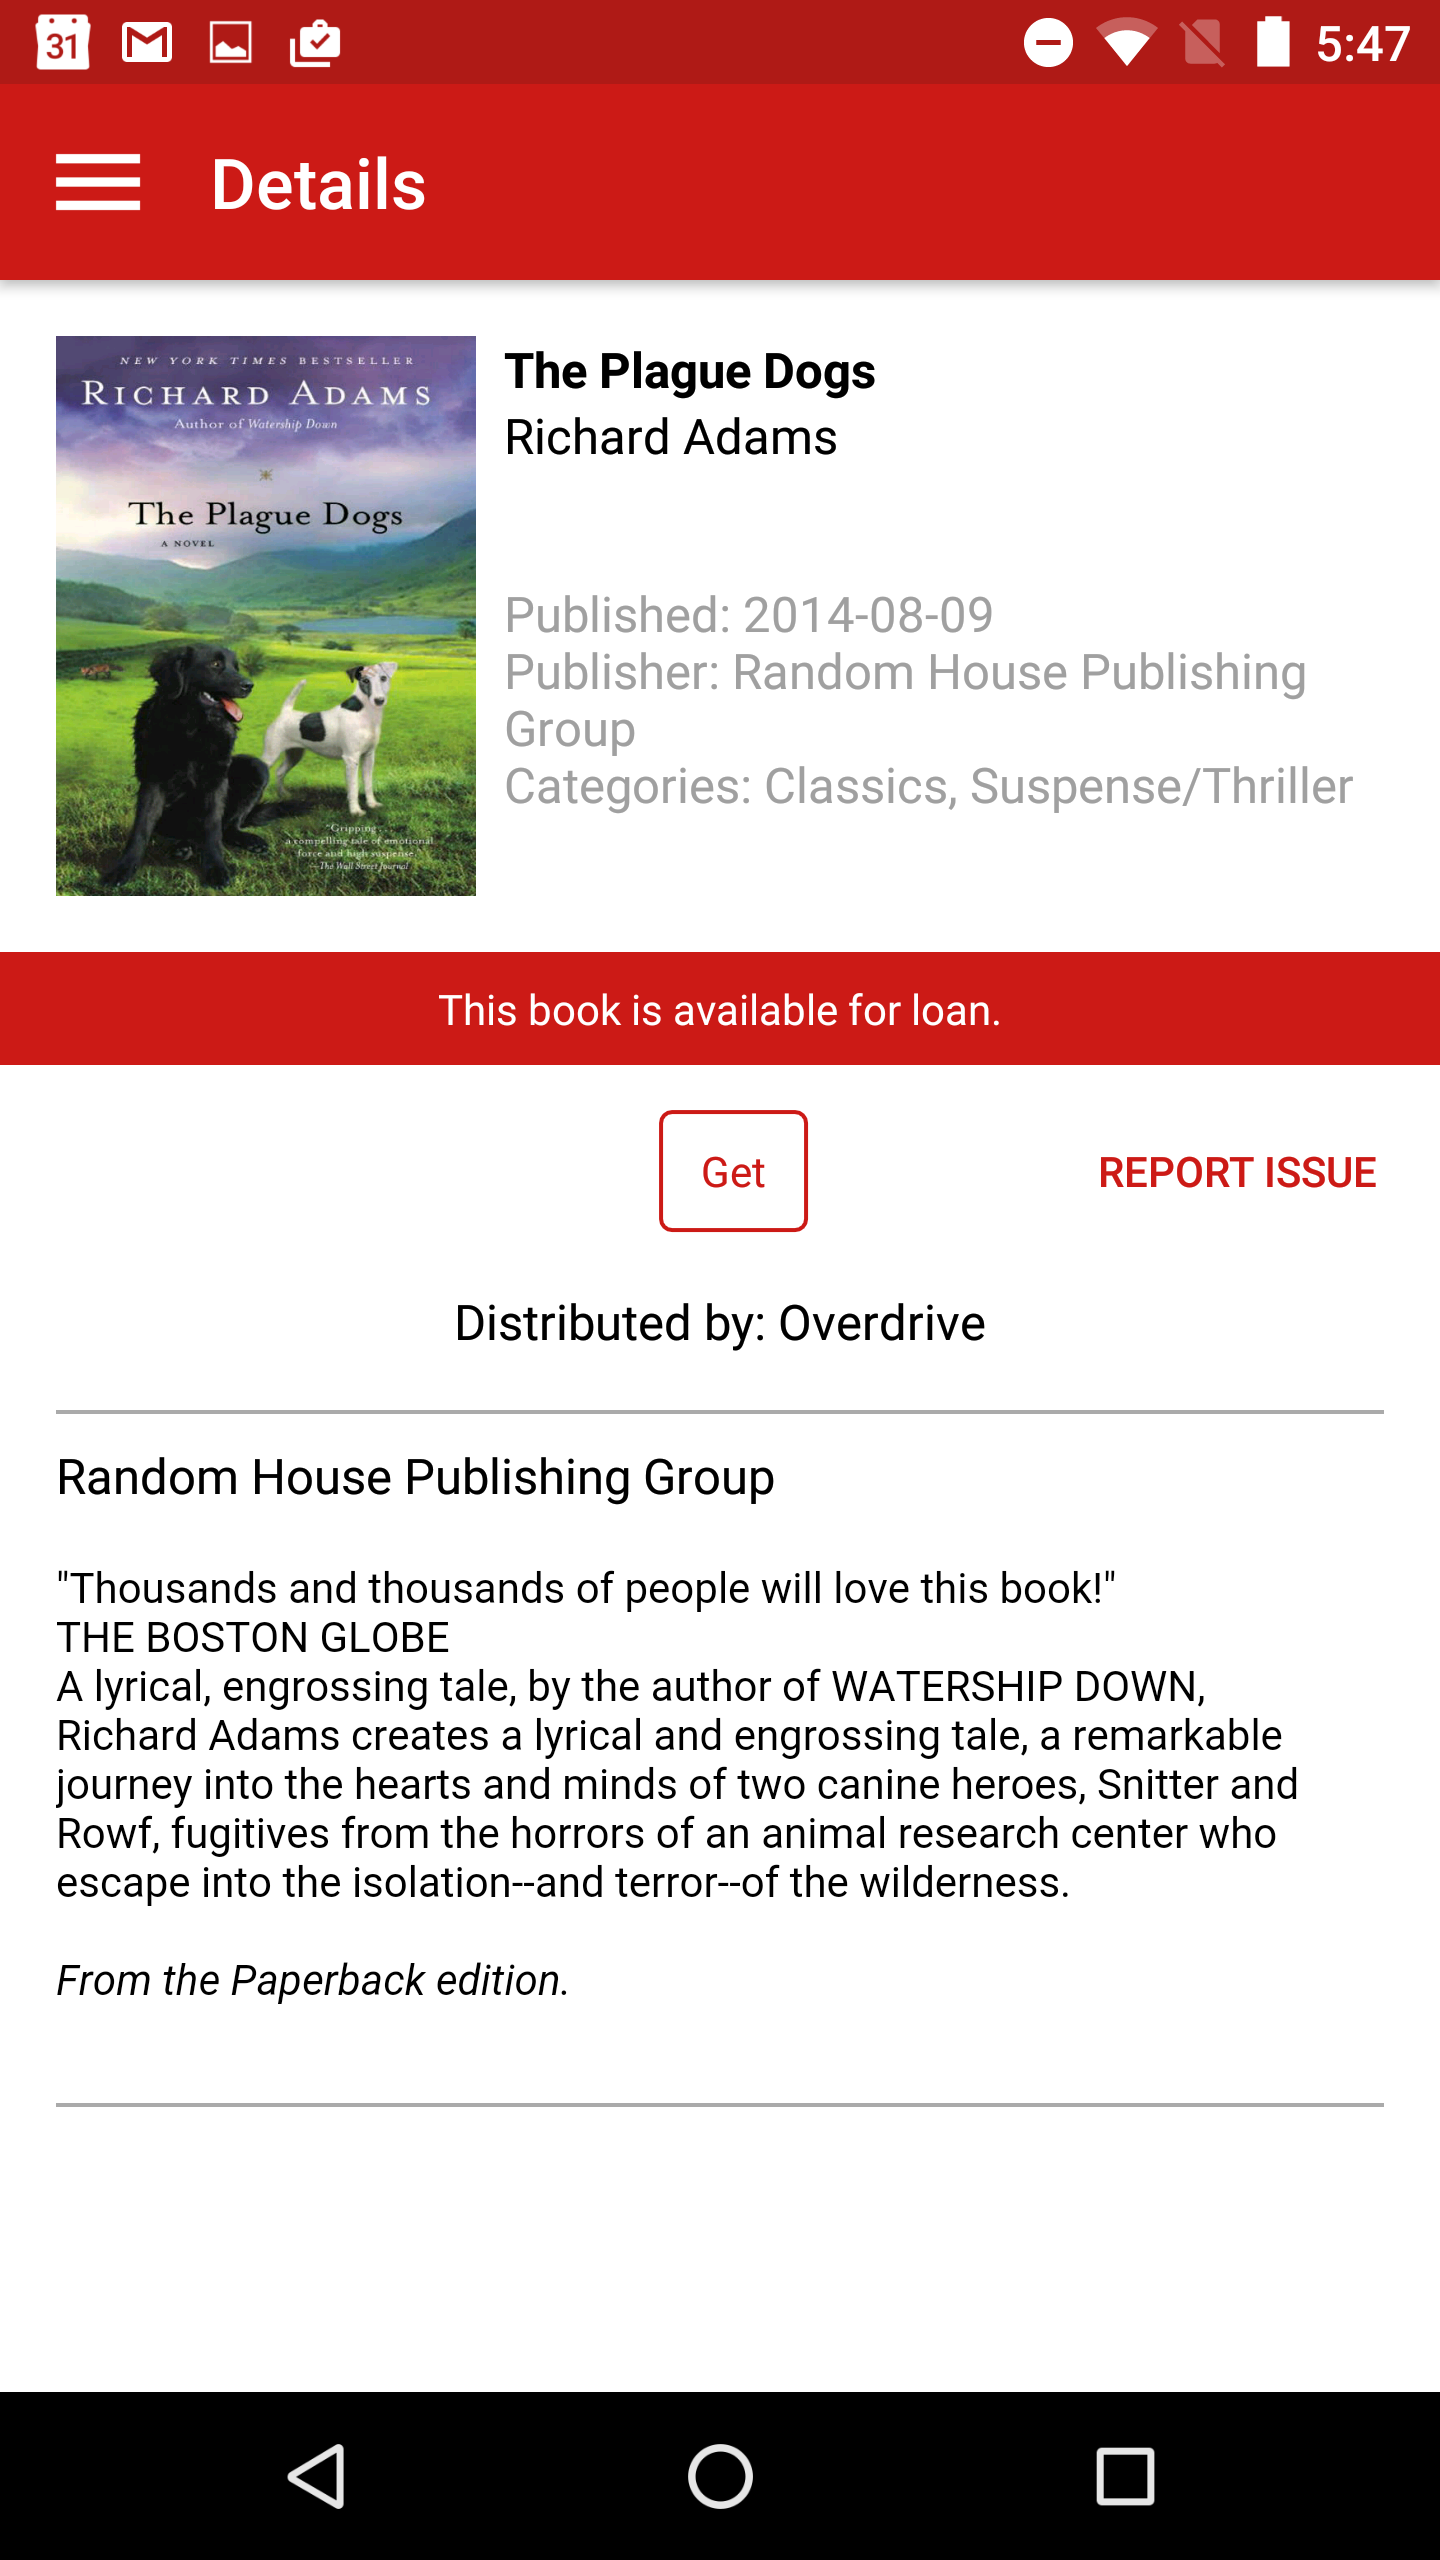 31
5:47
Details
NEW YORK TIMES BESTSELLER
RICHARD ADAMS
Author of Watership Down
The Plague Dogs
A NOVEL
"Gripping . . .
a compelling tale of emotional
force and high suspense."
—The Wall Street Journal
The Plague Dogs
Richard Adams
Published: 2014-08-09
Publisher: Random House Publishing
Group
Categories: Classics, Suspense/Thriller
This book is available for loan.
Get
REPORT ISSUE
Distributed by: Overdrive
Random House Publishing Group
"Thousands and thousands of people will love this book!"
THE BOSTON GLOBE
A lyrical, engrossing tale, by the author of WATERSHIP DOWN,
Richard Adams creates a lyrical and engrossing tale, a remarkable
journey into the hearts and minds of two canine heroes, Snitter and
Rowf, fugitives from the horrors of an animal research center who
escape into the isolation--and terror--of the wilderness.
From the Paperback edition.